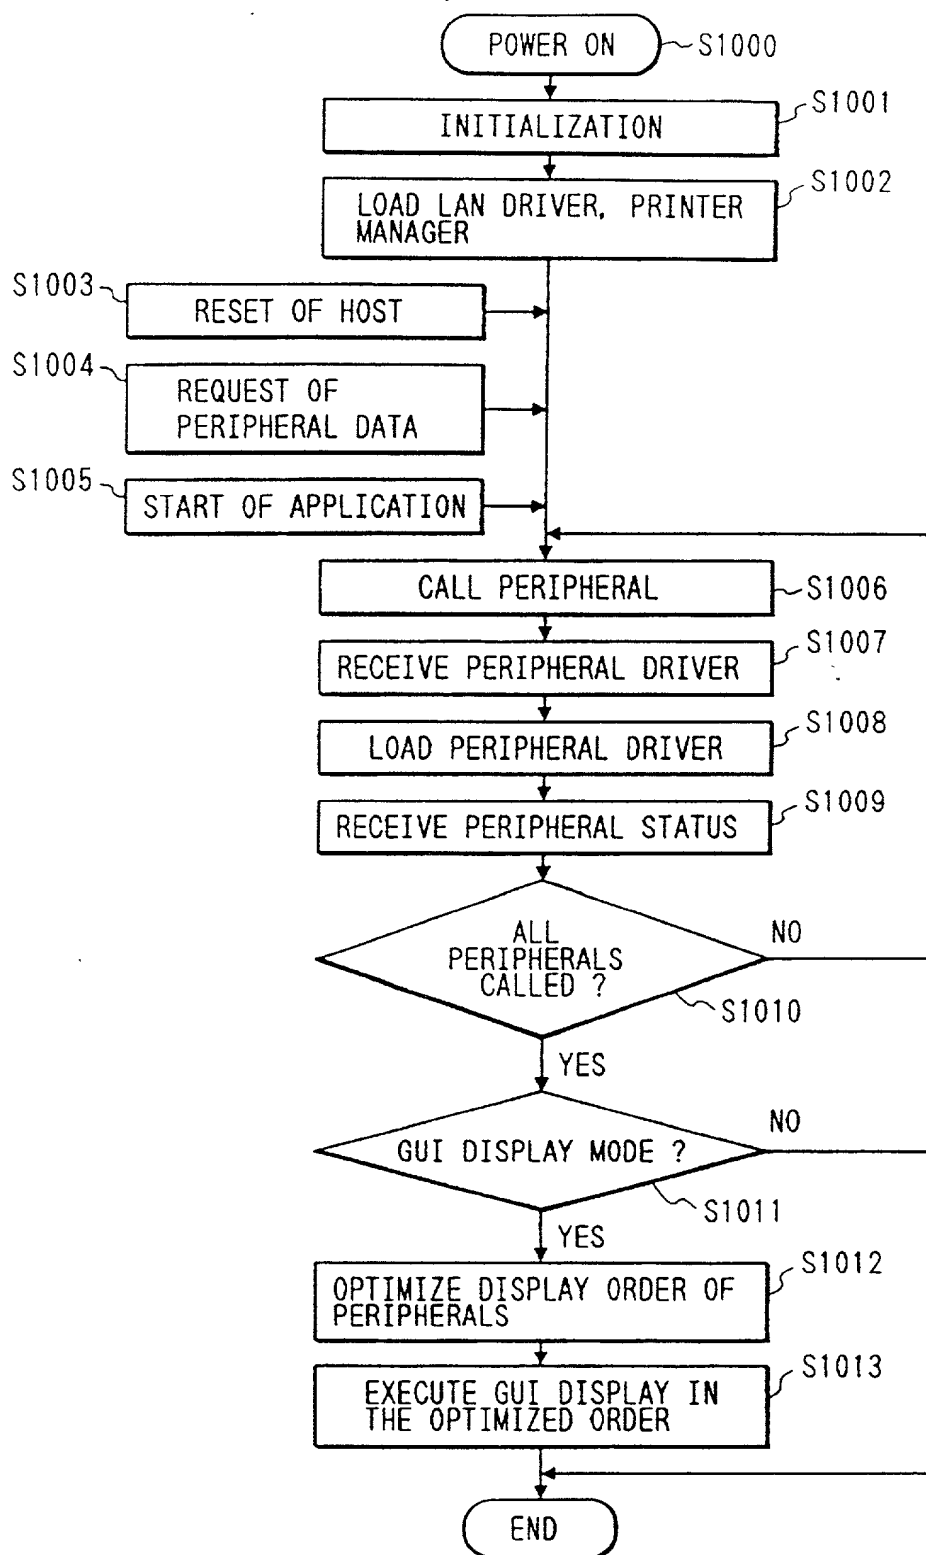 POWER ON
S1000
S1001
INITIALIZATION
S1002
LOAD LAN DRIVER, PRINTER
MANAGER
S1003
RESET OF HOST
S1004
REQUEST OF
PERIPHERAL DATA
S1005
START OF APPLICATION
CALL PERIPHERAL
S1006
S1007
RECEIVE PERIPHERAL DRIVER
S1008
LOAD PERIPHERAL DRIVER
S1009
RECEIVE PERIPHERAL STATUS
ALL
PERIPHERALS
CALLED ?
NO
S1010
YES
GUI DISPLAY MODE ?
NO
S1011
YES
S1012
OPTIMIZE DISPLAY ORDER OF
PERIPHERALS
S1013
EXECUTE GUI DISPLAY IN
THE OPTIMIZED ORDER
END